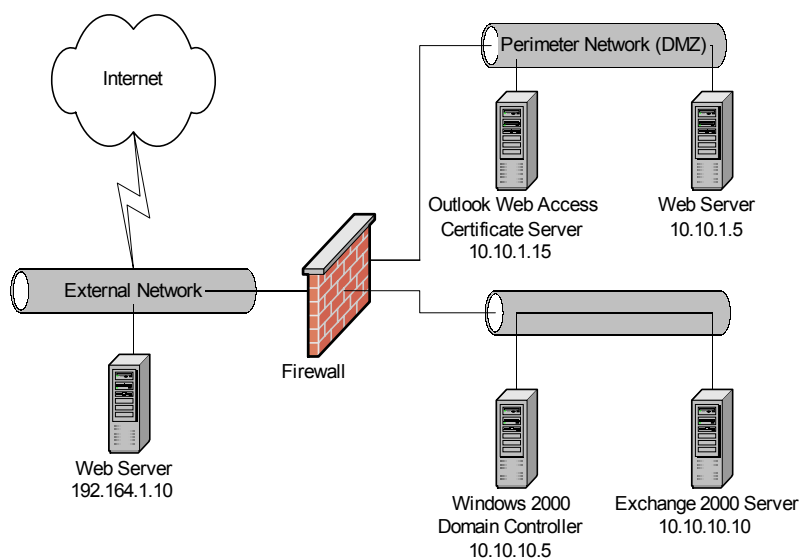 Internet
Perimeter Network (DMZ)
Outlook Web Access
Certificate Server
10.10.1.15
Web Server
10.10.1.5
External Network
Firewall
Web Server
192.164.1.10
Windows 2000
Domain Controller
10.10.10.5
Exchange 2000 Server
10.10.10.10